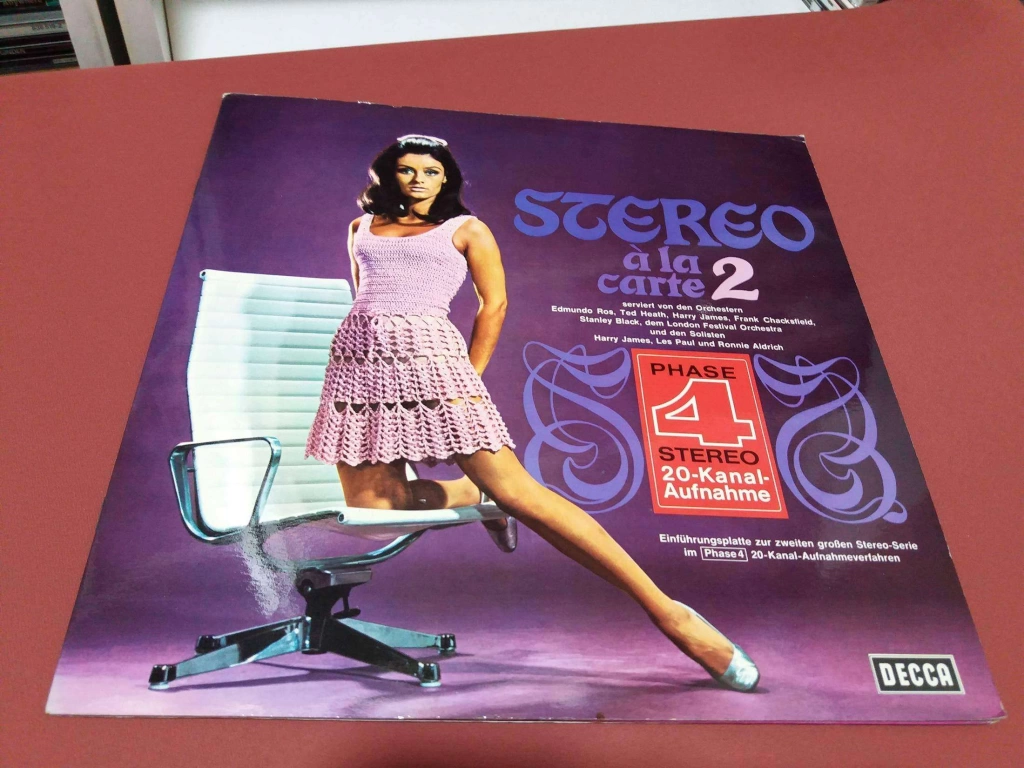 STEREO
à la
carte 2
serviert von den Orchestern
Edmundo Ros, Ted Heath, Harry James, Frank Chacksfield,
Stanley Black, dem London Festival Orchestra
und den Solisten
Harry James, Les Paul und Ronnie Aldrich
PHASE
4
STEREO
20-Kanal-
Aufnahme
Einführungsplatte zur zweiten großen Stereo-Serie
im Phase 4 20-Kanal-Aufnahmeverfahren
DECCA